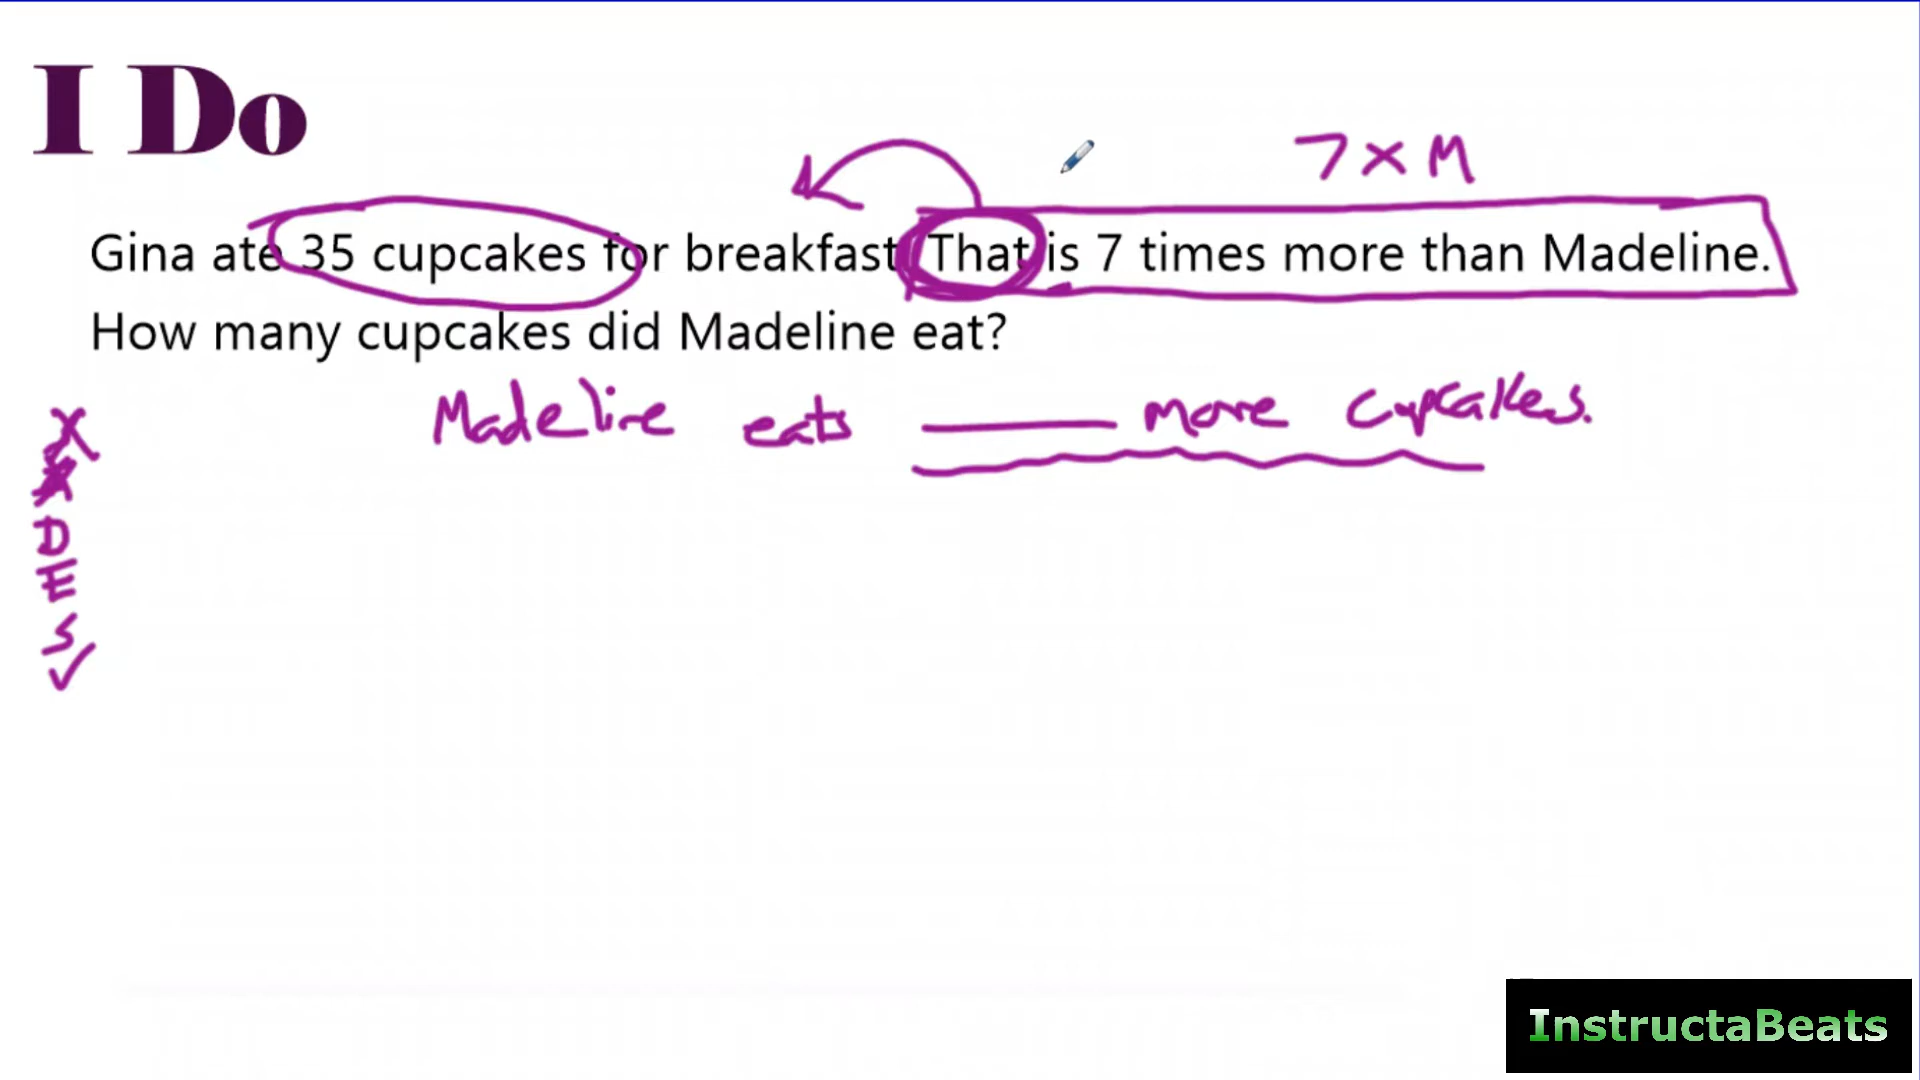 I Do
7 x M
Gina ate 35 cupcakes for breakfast. That is 7 times more than Madeline.
How many cupcakes did Madeline eat?
Madeline eats ____ more cupcakes.
D
E
S
✓
InstructaBeats